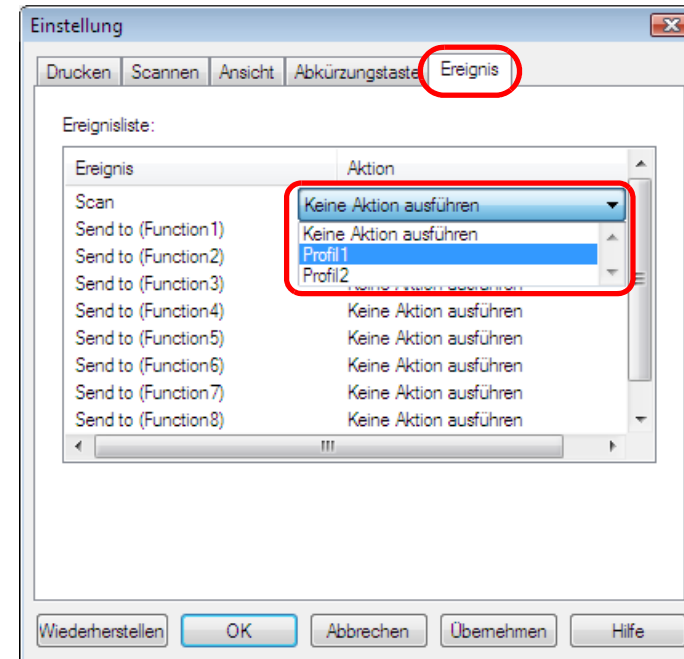 Einstellung
Drucken Scannen Ansicht Abkürzungstaste Ereignis
Ereignisliste:
Ereignis Aktion
Scan Keine Aktion ausführen
Send to (Function1) Keine Aktion ausführen
Send to (Function2) Profil1
Send to (Function3) Profil2 Keine Aktion ausführen
Send to (Function4) Keine Aktion ausführen
Send to (Function5) Keine Aktion ausführen
Send to (Function6) Keine Aktion ausführen
Send to (Function7) Keine Aktion ausführen
Send to (Function8) Keine Aktion ausführen
Wiederherstellen OK Abbrechen Übernehmen Hilfe